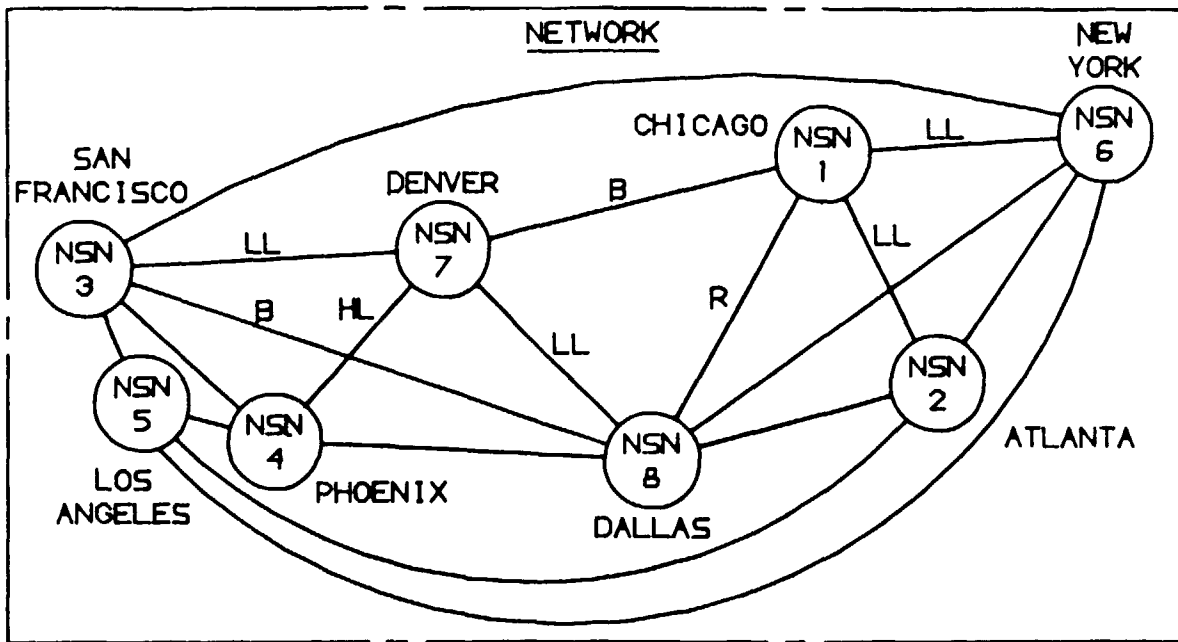 NETWORK
NEW
YORK
NSN
6
CHICAGO
NSN
1
LL
SAN
FRANCISCO
DENVER
B
NSN
7
LL
NSN
3
LL
HL
B
R
LL
NSN
5
NSN
4
NSN
2
NSN
8
ATLANTA
LOS
ANGELES
PHOENIX
DALLAS